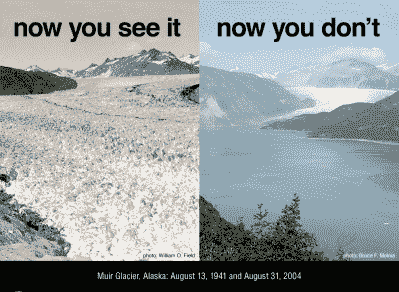 now you see it
now you don't
photo: William O. Field
photo: Bruce F. Molnia
Muir Glacier, Alaska: August 13, 1941 and August 31, 2004